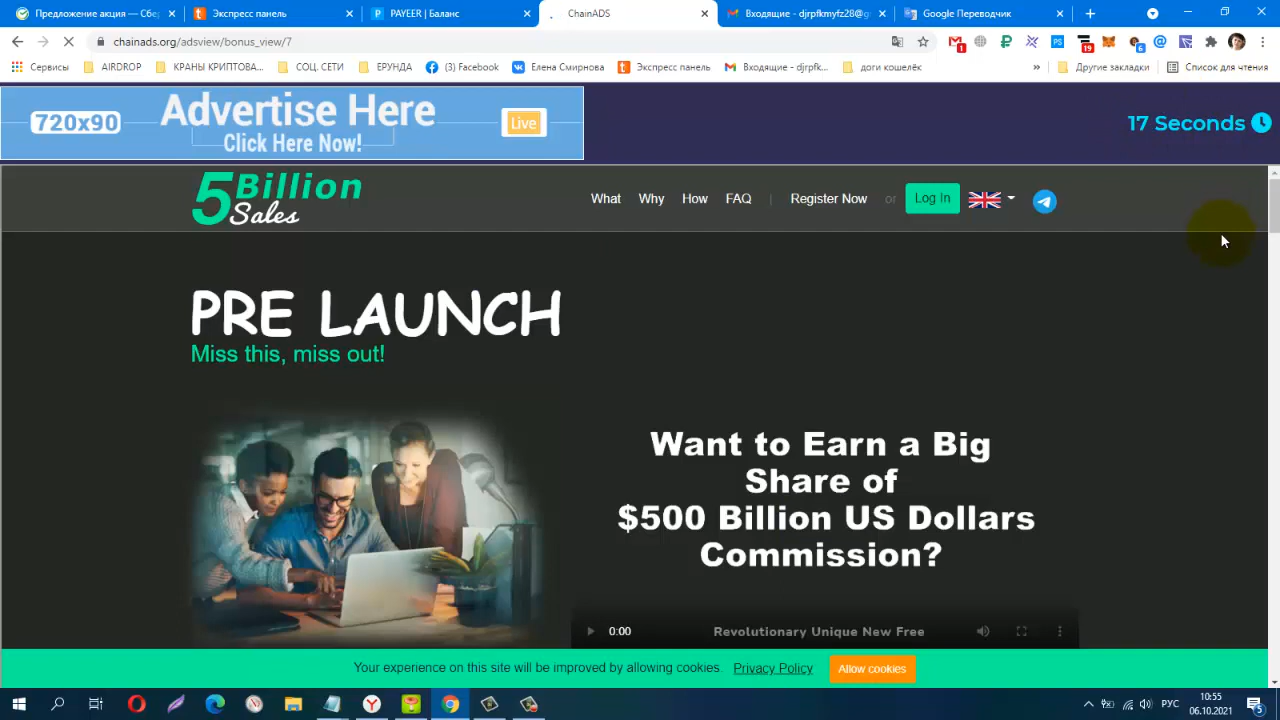 Предложение акция — Сбе
Экспресс панель
PAYEER | Баланс
ChainADS
Входящи - djrpfkmyfz28@g
Google Переводчик
chainads.org/adsview/bonus_view/7
1
19
6
Сервисы
AIRDROP
КРАНЫ КРИПТОВА...
СОЦ. СЕТИ
ЕРУНДА
(3) Facebook
Елена Смирнова
Экспресс панель
Входящие - djrpfk...
доги кошелёк
»
Другие закладки
Список для чтения
720x90
Advertise Here
Click Here Now!
Live
17 Seconds
5 Billion
Sales
What
Why
How
FAQ
|
Register Now
or
Log In
PRE LAUNCH
Miss this, miss out!
Want to Earn a Big
Share of
$500 Billion US Dollars
Commission?
0:00
Revolutionary Unique New Free
Your experience on this site will be improved by allowing cookies.
Privacy Policy
Allow cookies
РУС
10:55
06.10.2021
5